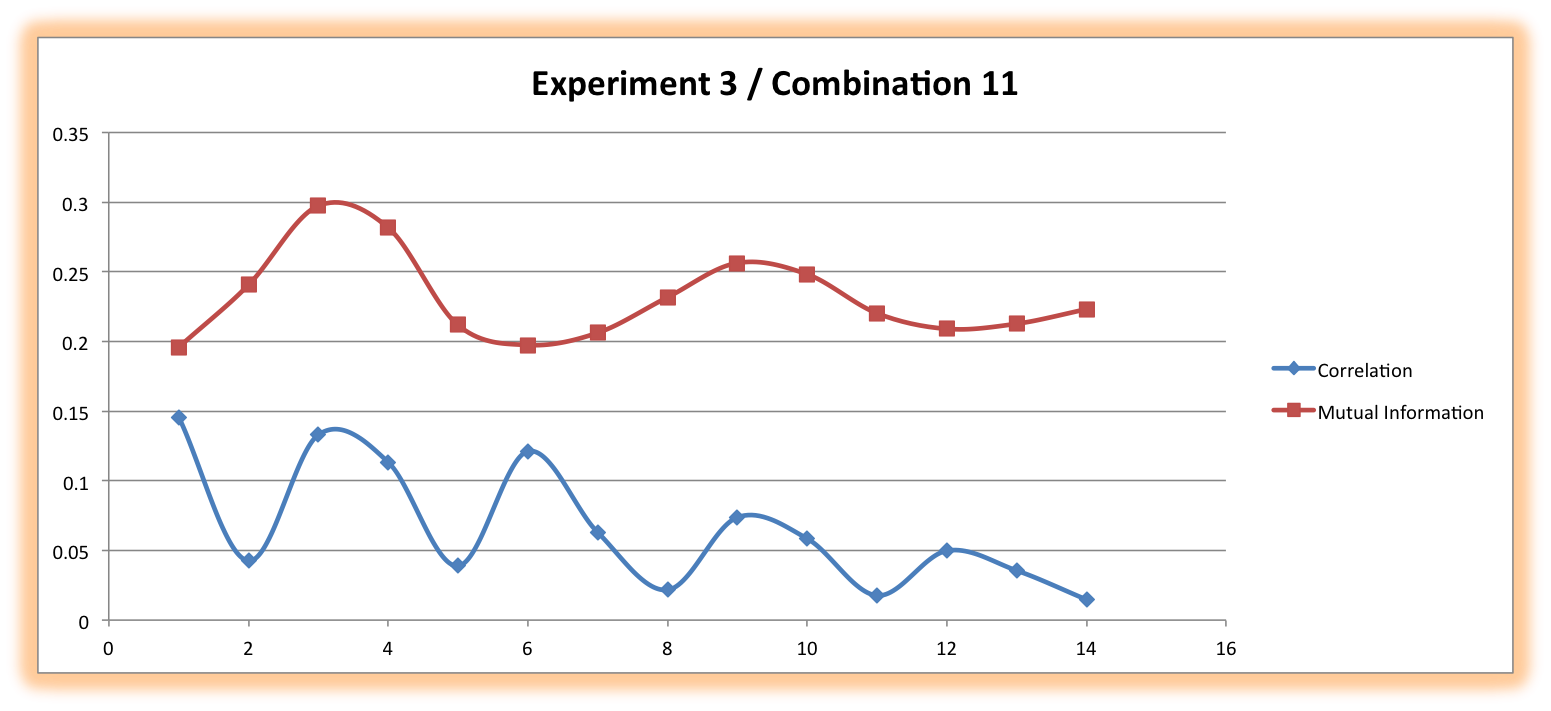 Experiment 3 / Combination 11
0.35
0.3
0.25
0.2
0.15
0.1
0.05
0
0 2 4 6 8 10 12 14 16
Correlation
Mutual Information